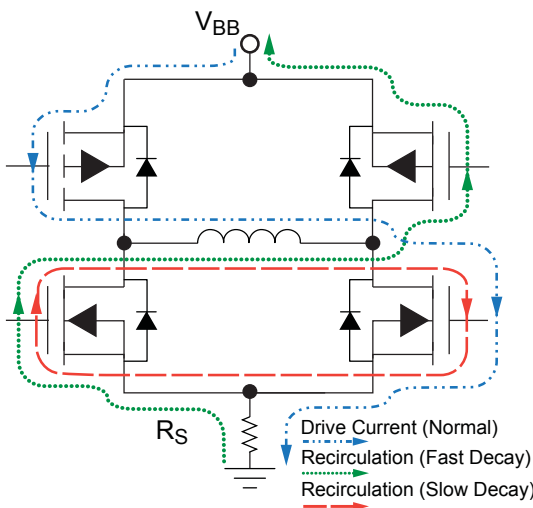 VBB
RS
Drive Current (Normal)
Recirculation (Fast Decay)
Recirculation (Slow Decay)